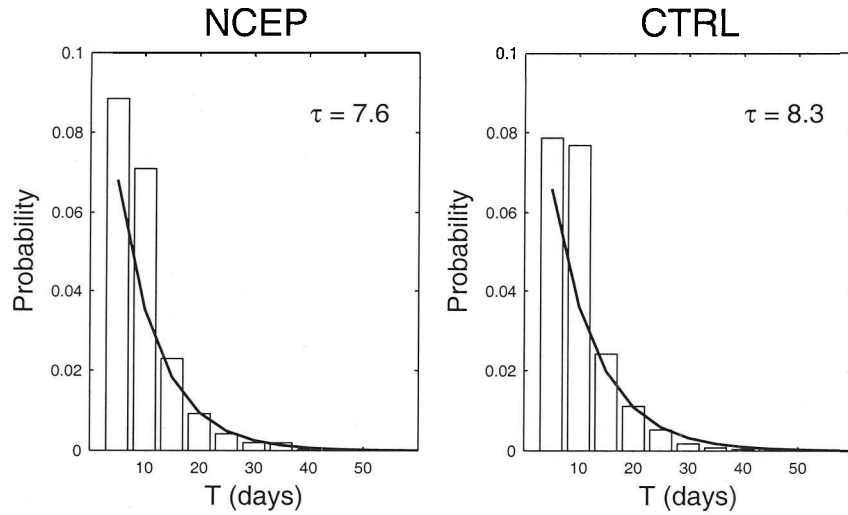 NCEP
0.1
0.08
0.06
0.04
0.02
0
Probability
τ = 7.6
10 20 30 40 50
T (days)
CTRL
0.1
0.08
0.06
0.04
0.02
0
Probability
τ = 8.3
10 20 30 40 50
T (days)